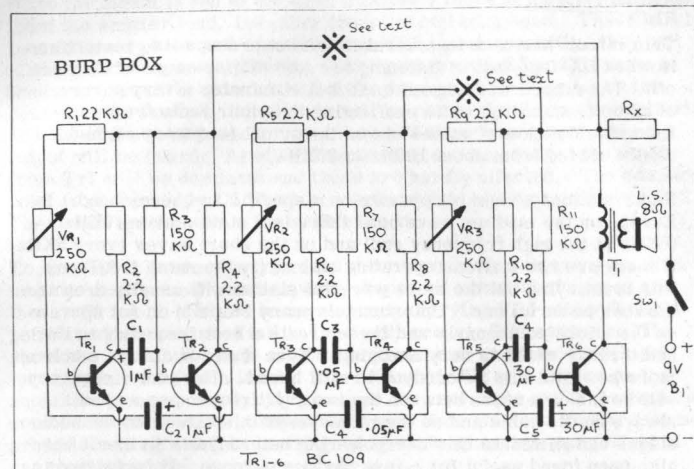 ※ See text
BURP BOX
※ See text
R1 22 KΩ
R5 22 KΩ
R9 22 KΩ
Rx
VR1
250
KΩ
R2
2·2
KΩ
R3
150
KΩ
R4
2·2
KΩ
VR2
250
KΩ
R6
2·2
KΩ
R7
150
KΩ
R8
2·2
KΩ
VR3
250
KΩ
R10
2·2
KΩ
R11
150
KΩ
T
L.S.
8Ω
SW1
+
9V
B1
-
TR1
b
c
e
C1
+
1µF
TR2
b
c
e
C2 1µF
+
TR3
b
c
e
C3
·05
µF
TR4
b
c
e
C4 ·05µF
TR5
b
c
e
C4
+
30
µF
TR6
b
c
e
C5 30µF
+
TR1-6 BC109